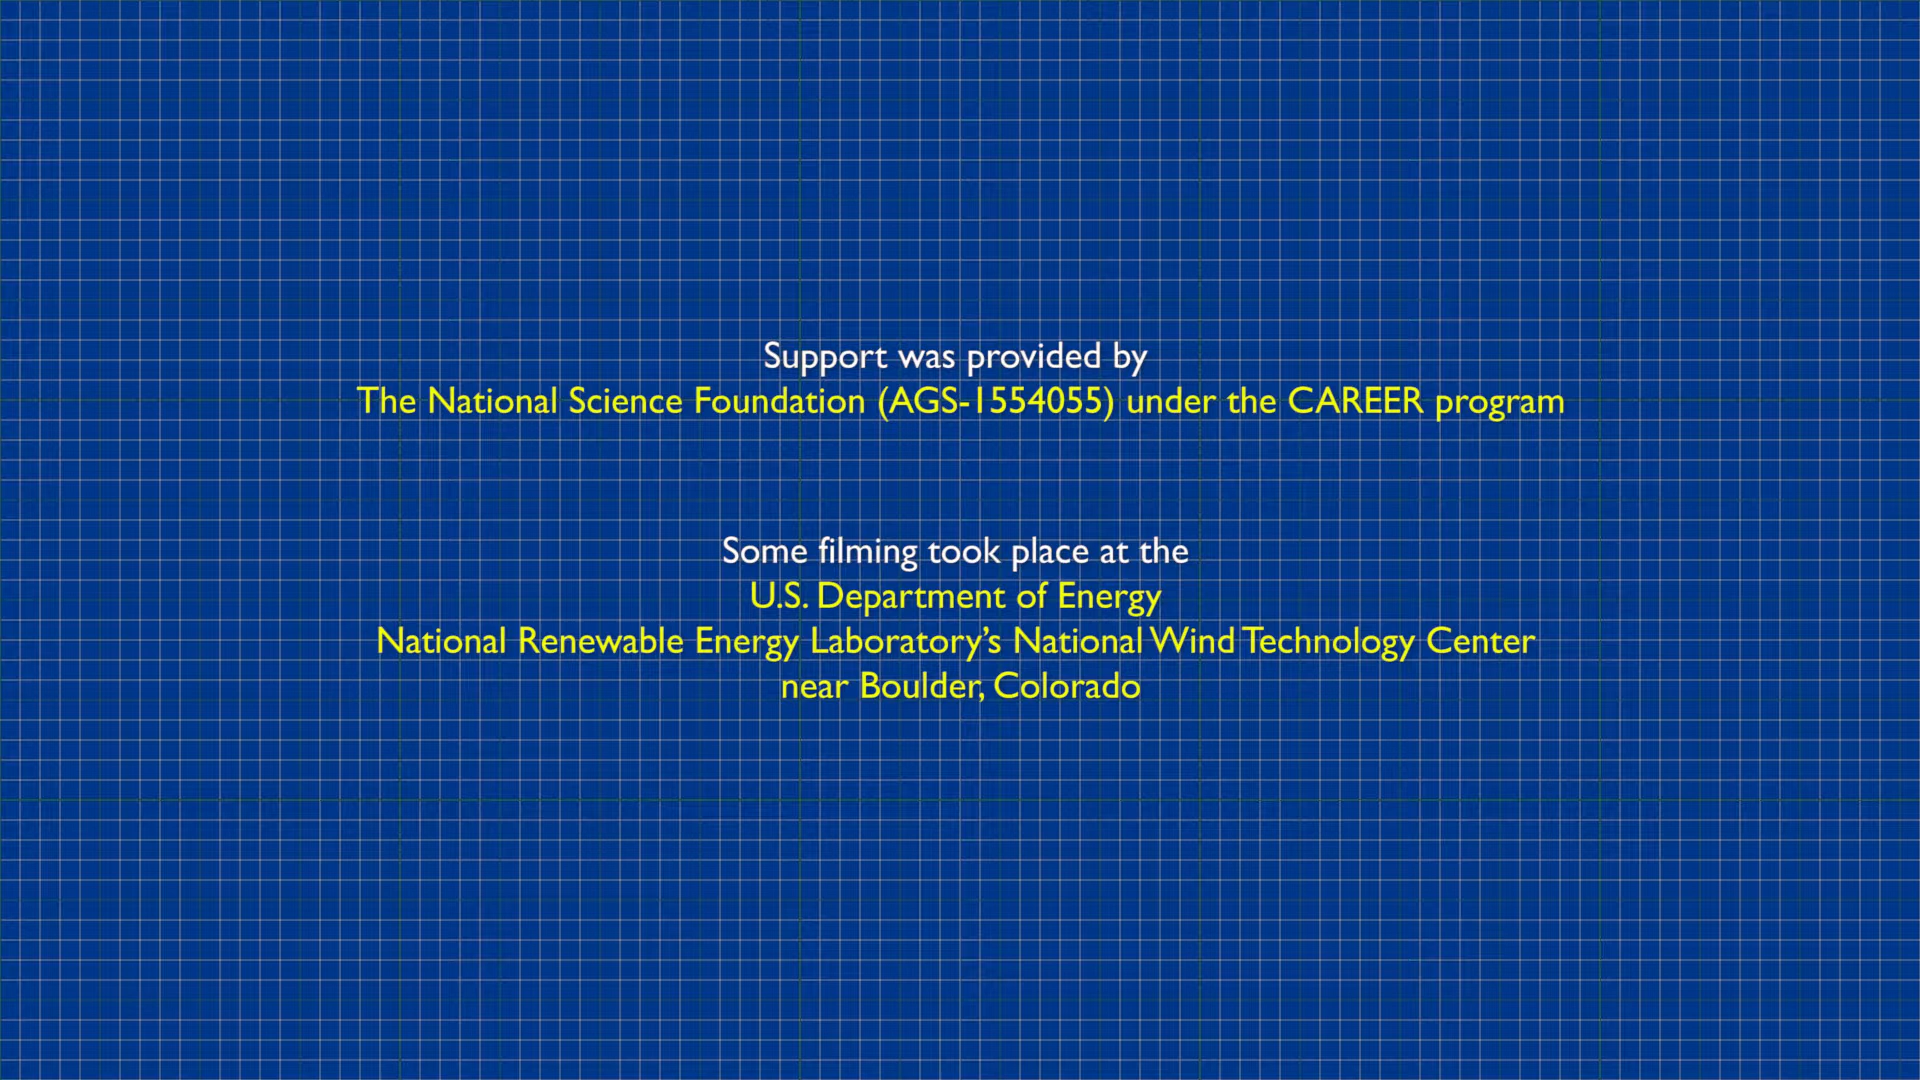 Support was provided by
The National Science Foundation (AGS-1554055) under the CAREER program
Some filming took place at the
U.S. Department of Energy
National Renewable Energy Laboratory’s National Wind Technology Center
near Boulder, Colorado